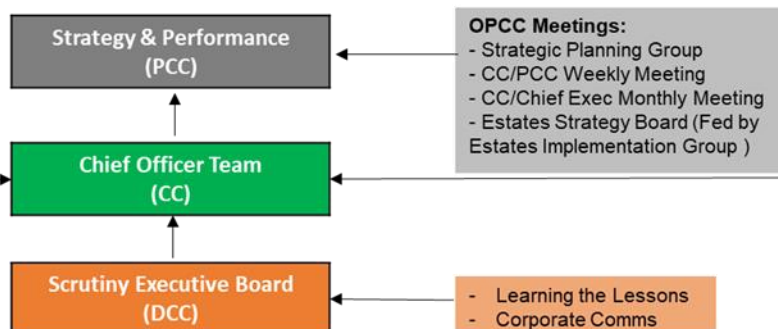 Strategy & Performance
(PCC)
OPCC Meetings:
- Strategic Planning Group
- CC/PCC Weekly Meeting
- CC/Chief Exec Monthly Meeting
- Estates Strategy Board (Fed by
Estates Implementation Group )
Chief Officer Team
(CC)
Scrutiny Executive Board
(DCC)
- Learning the Lessons
- Corporate Comms